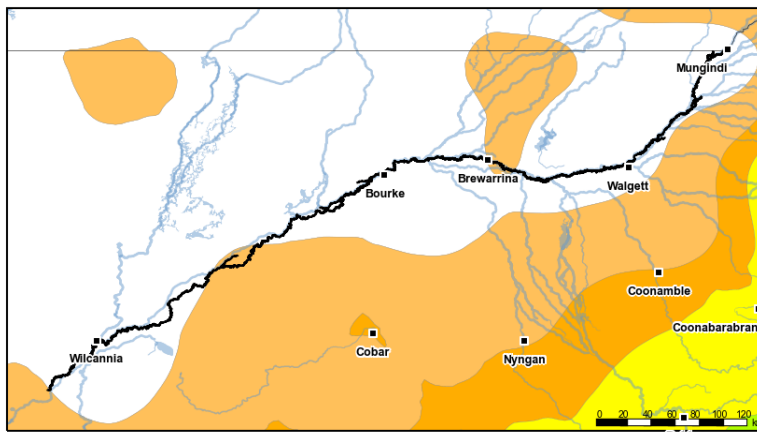 Mungindi
Brewarrina
Bourke
Walgett
Coonamble
Coonabarabran
Wilcannia
Cobar
Nyngan
0 20 40 60 80 100 120